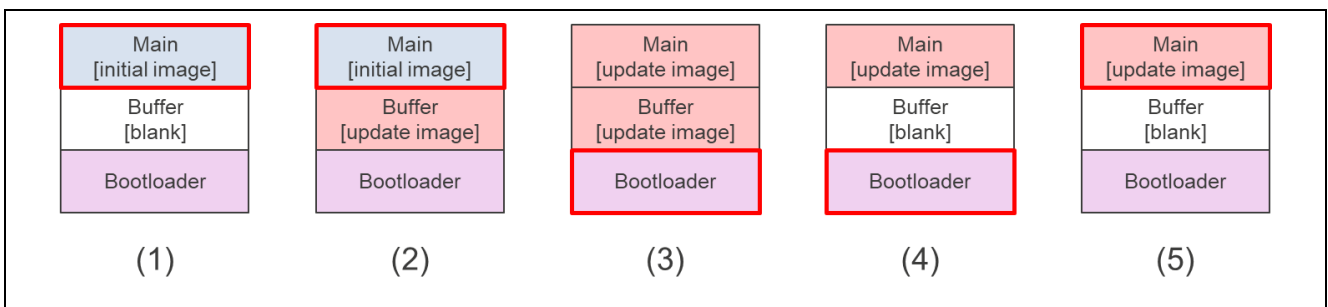 Main
[initial image]
Buffer
[blank]
Bootloader
(1)
Main
[initial image]
Buffer
[update image]
Bootloader
(2)
Main
[update image]
Buffer
[update image]
Bootloader
(3)
Main
[update image]
Buffer
[blank]
Bootloader
(4)
Main
[update image]
Buffer
[blank]
Bootloader
(5)